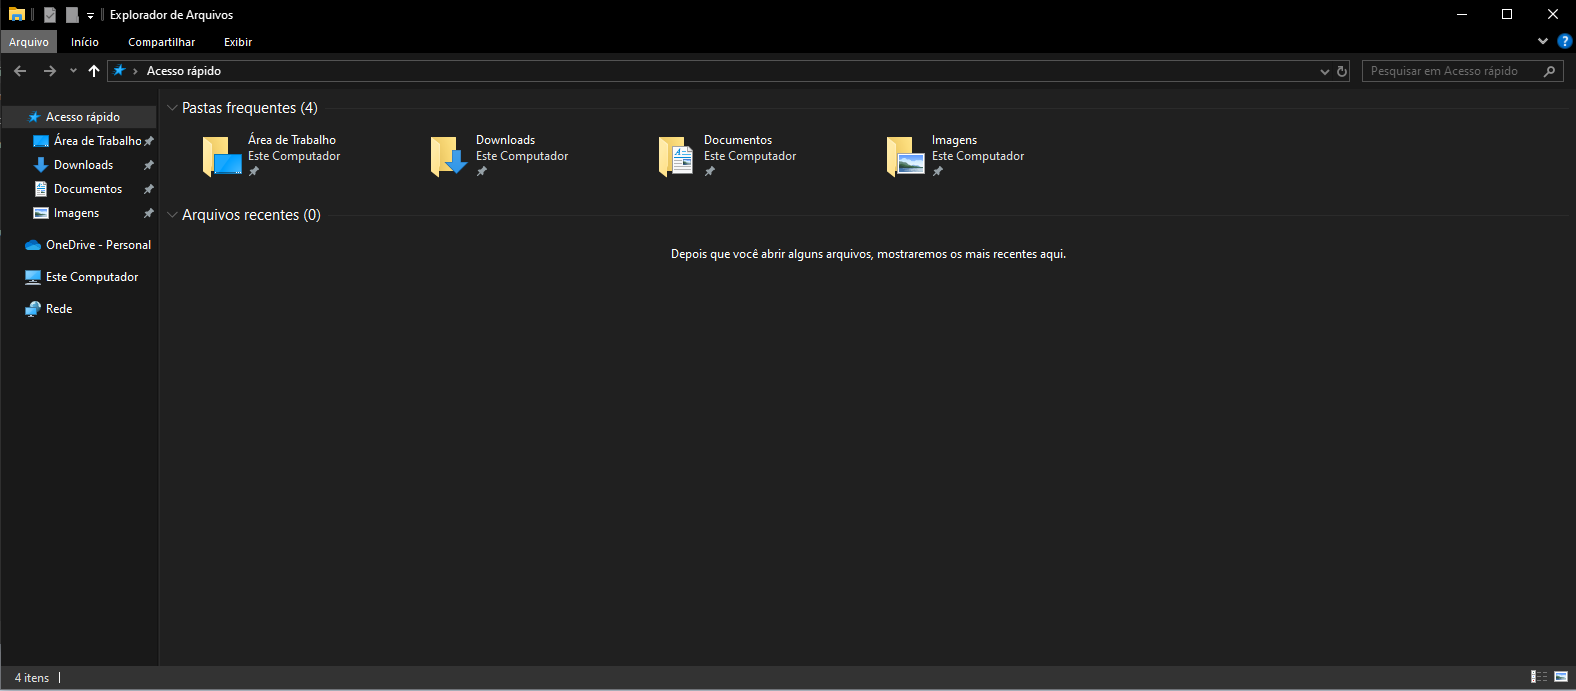 Explorador de Arquivos
Arquivo Início Compartilhar Exibir
?
Acesso rápido
Pesquisar em Acesso rápido
Acesso rápido
Área de Trabalho
Downloads
Documentos
Imagens
OneDrive - Personal
Este Computador
Rede
Pastas frequentes (4)
Área de Trabalho
Este Computador
Downloads
Este Computador
Documentos
Este Computador
Imagens
Este Computador
Arquivos recentes (0)
Depois que você abrir alguns arquivos, mostraremos os mais recentes aqui.
4 itens